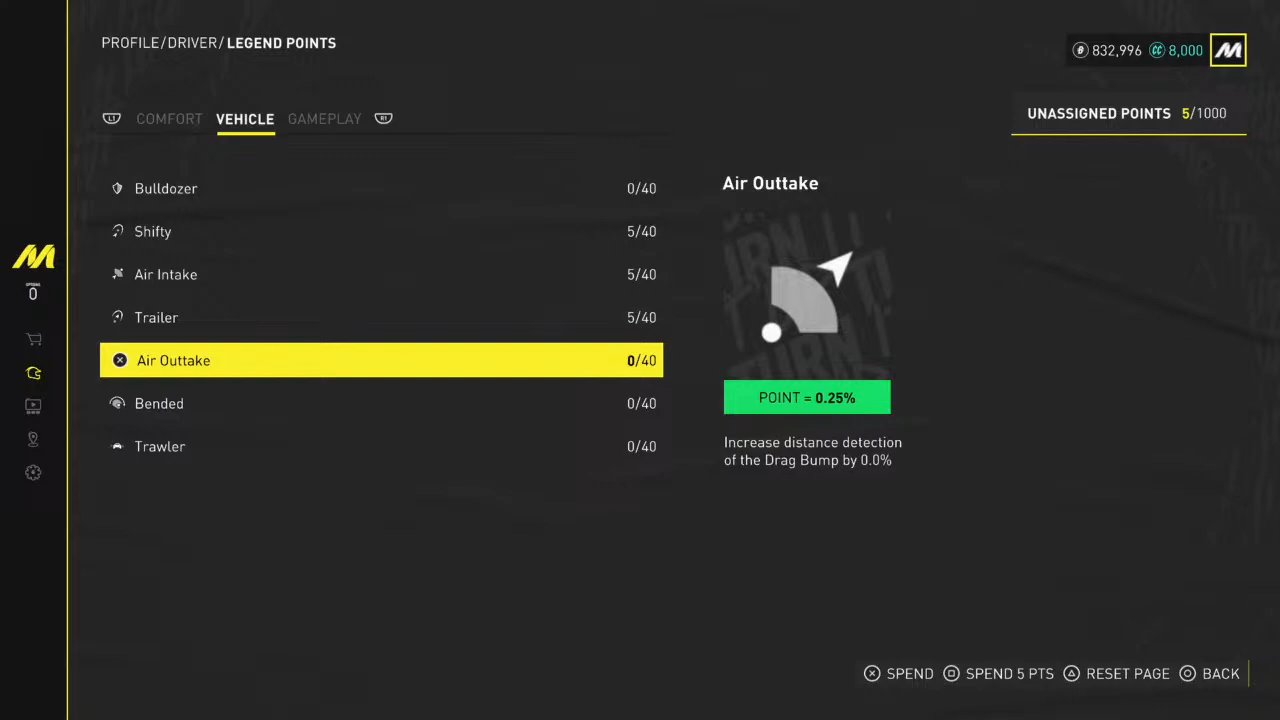 PROFILE/DRIVER/LEGEND POINTS
832,996 8,000
L1 COMFORT VEHICLE GAMEPLAY R1
UNASSIGNED POINTS 5/1000
Bulldozer 0/40
Shifty 5/40
Air Intake 5/40
Trailer 5/40
Air Outtake 0/40
Bended 0/40
Trawler 0/40
0
Air Outtake
POINT = 0.25%
Increase distance detection
of the Drag Bump by 0.0%
SPEND SPEND 5 PTS RESET PAGE BACK